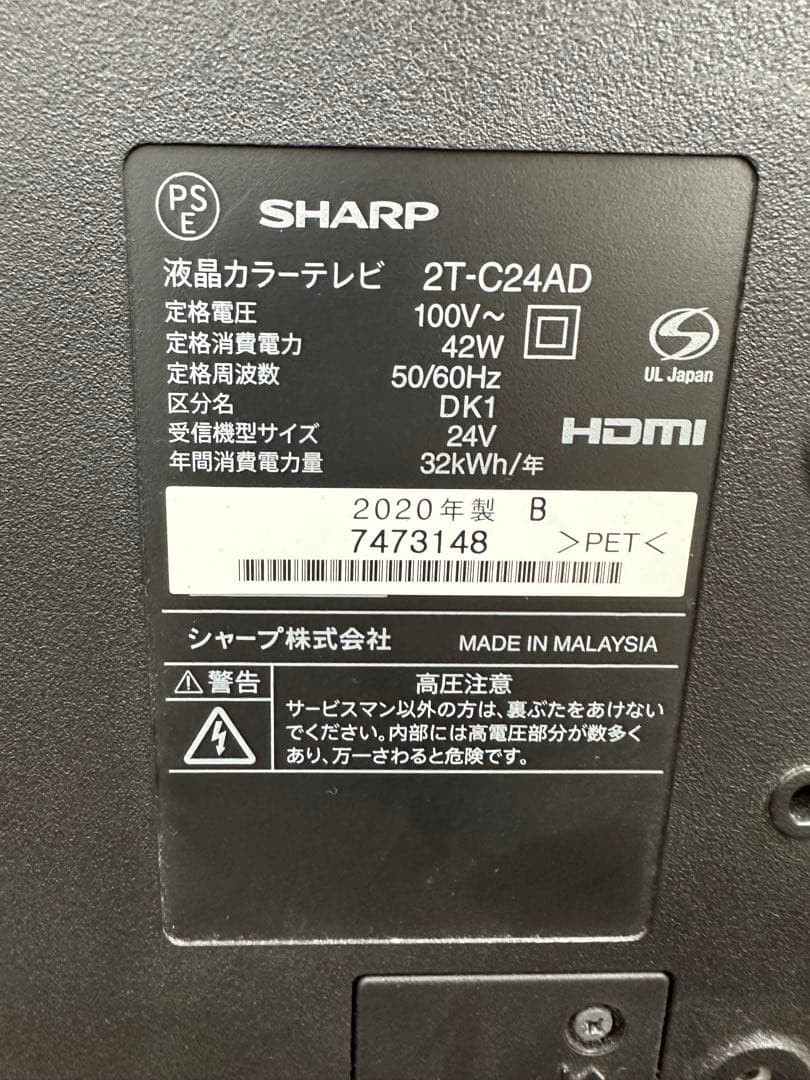 PS
E
SHARP
液晶カラーテレビ 2T-C24AD
定格電圧 100V～
定格消費電力 42W
定格周波数 50/60Hz
区分名 DK1
受信機型サイズ 24V
年間消費電力量 32kWh/年
UL Japan
HDMI
2020年製 B
7473148 >PET<
シャープ株式会社 MADE IN MALAYSIA
警告
高圧注意
サービスマン以外の方は、裏ぶたをあけない
でください。内部には高電圧部分が数多く
あり、万一さわると危険です。